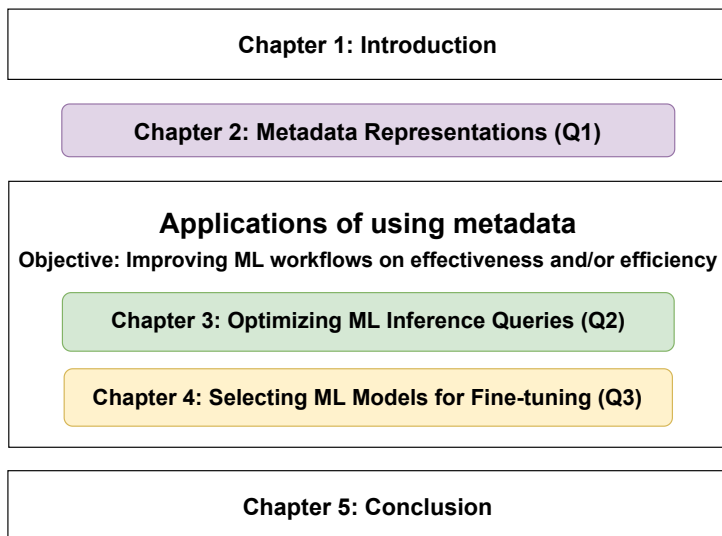 Chapter 1: Introduction
Chapter 2: Metadata Representations (Q1)
Applications of using metadata
Objective: Improving ML workflows on effectiveness and/or efficiency
Chapter 3: Optimizing ML Inference Queries (Q2)
Chapter 4: Selecting ML Models for Fine-tuning (Q3)
Chapter 5: Conclusion